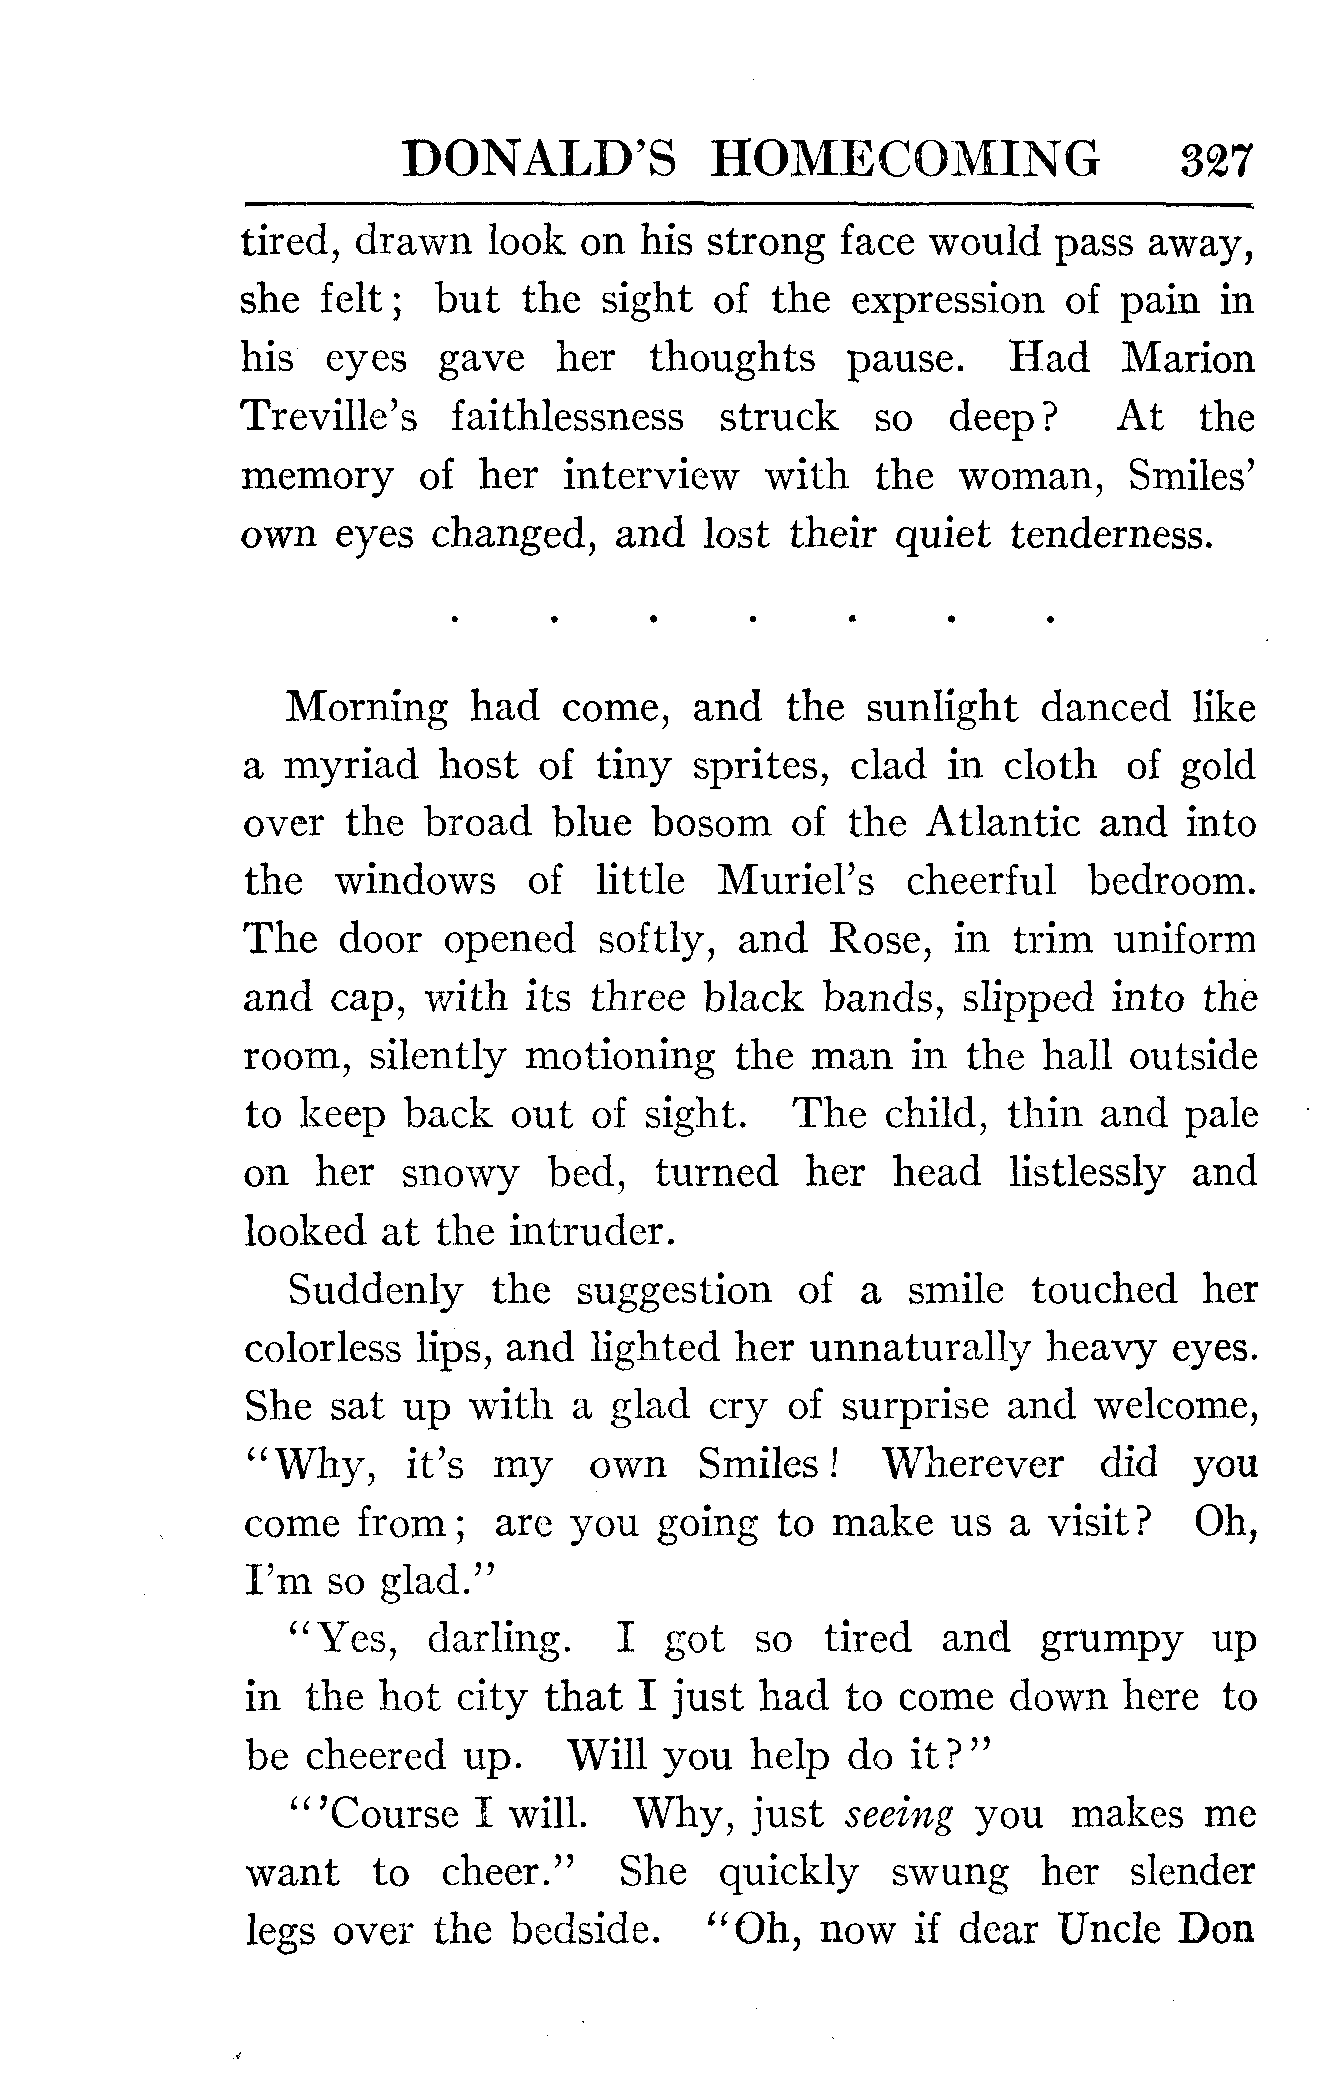 DONALD'S HOMECOMING 327
tired, drawn look on his strong face would pass away,
she felt; but the sight of the expression of pain in
his eyes gave her thoughts pause. Had Marion
Treville's faithlessness struck so deep? At the
memory of her interview with the woman, Smiles'
own eyes changed, and lost their quiet tenderness.
. . . . . . .
Morning had come, and the sunlight danced like
a myriad host of tiny sprites, clad in cloth of gold
over the broad blue bosom of the Atlantic and into
the windows of little Muriel's cheerful bedroom.
The door opened softly, and Rose, in trim uniform
and cap, with its three black bands, slipped into the
room, silently motioning the man in the hall outside
to keep back out of sight. The child, thin and pale
on her snowy bed, turned her head listlessly and
looked at the intruder.
Suddenly the suggestion of a smile touched her
colorless lips, and lighted her unnaturally heavy eyes.
She sat up with a glad cry of surprise and welcome,
"Why, it's my own Smiles! Wherever did you
come from; are you going to make us a visit? Oh,
I'm so glad."
"Yes, darling. I got so tired and grumpy up
in the hot city that I just had to come down here to
be cheered up. Will you help do it?"
"'Course I will. Why, just seeing you makes me
want to cheer." She quickly swung her slender
legs over the bedside. "Oh, now if dear Uncle Don